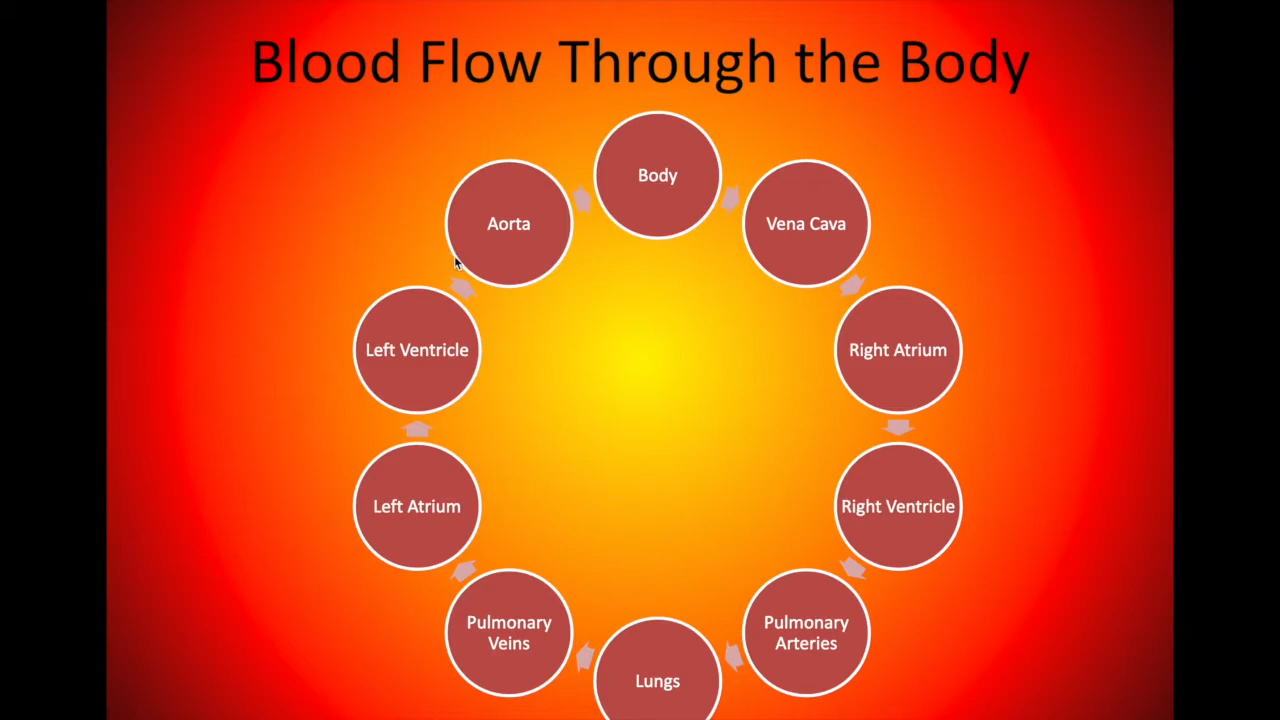 Blood Flow Through the Body
Body
Vena Cava
Right Atrium
Right Ventricle
Pulmonary
Arteries
Lungs
Pulmonary
Veins
Left Atrium
Left Ventricle
Aorta